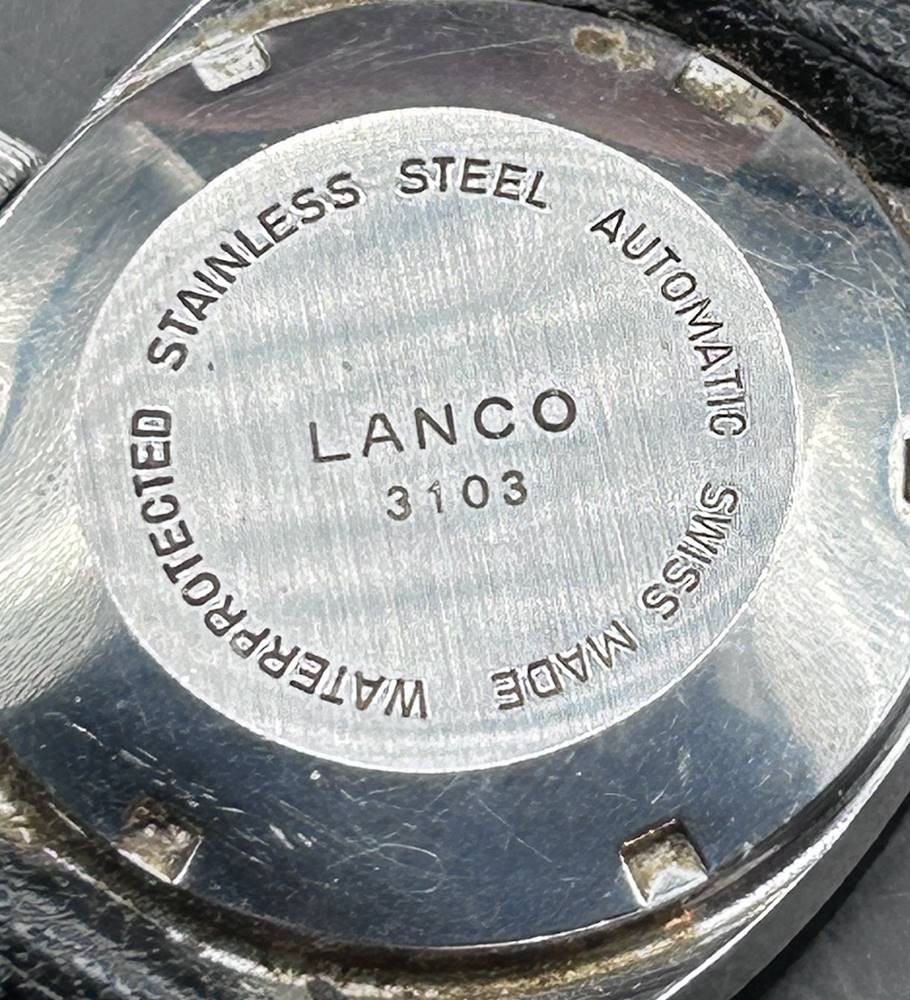 WATERPROTECTED STAINLESS STEEL AUTOMATIC SWISS MADE
LANCO
3103